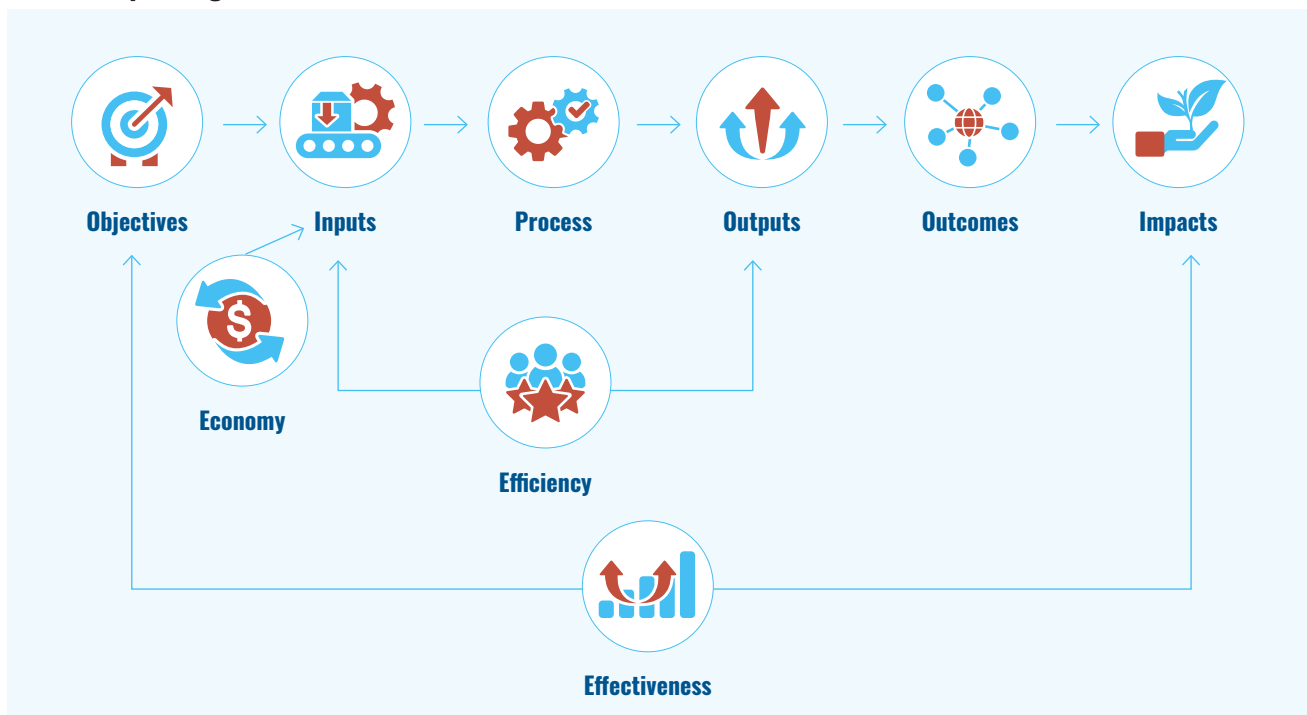 Objectives
Inputs
Process
Outputs
Outcomes
Impacts
$
Economy
Efficiency
Effectiveness